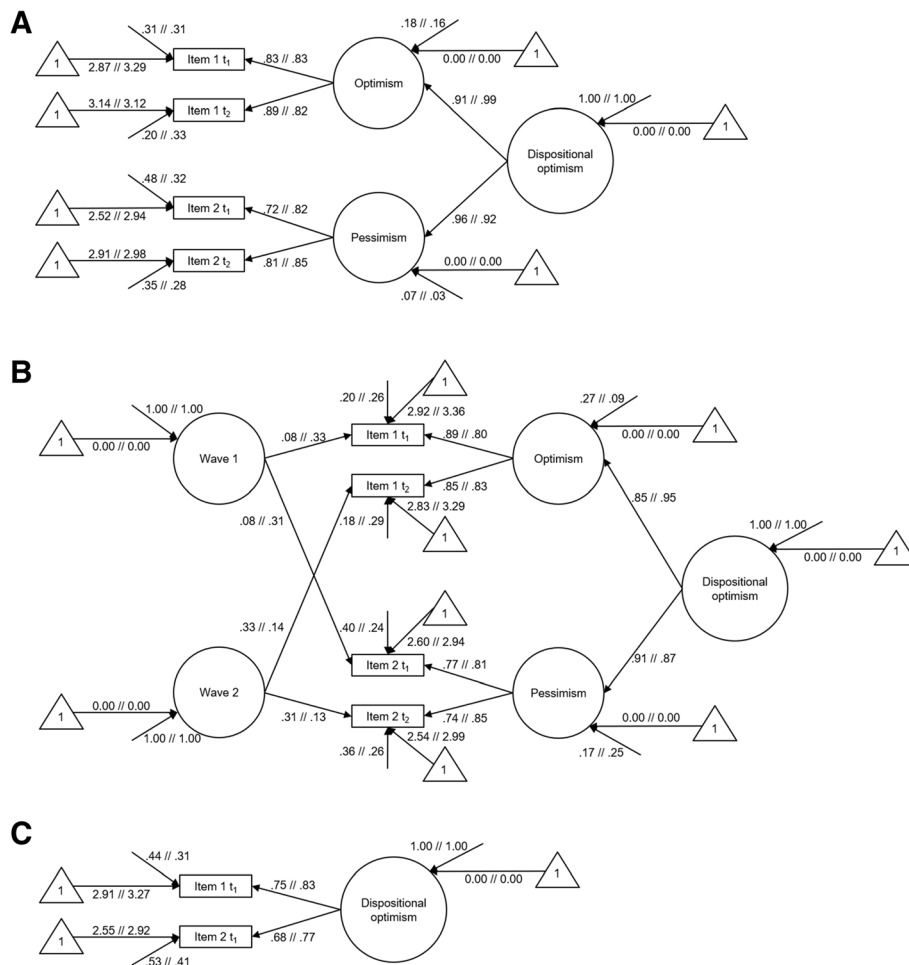 A
.31 // .31
1
2.87 // 3.29
Item 1 t₁
.83 // .83
1
3.14 // 3.12
Item 1 t₂
.89 // .82
.20 // .33
Optimism
.18 // .16
0.00 // 0.00
1
.91 // .99
1.00 // 1.00
0.00 // 0.00
1
Dispositional
optimism
.48 // .32
1
2.52 // 2.94
Item 2 t₁
.72 // .82
.96 // .92
1
2.91 // 2.98
Item 2 t₂
.81 // .85
.35 // .28
Pessimism
0.00 // 0.00
1
.07 // .03
B
1.00 // 1.00
1
0.00 // 0.00
Wave 1
.08 // .33
.08 // .31
.20 // .26
1
2.92 // 3.36
Item 1 t₁
.89 // .80
Item 1 t₂
.85 // .83
2.83 // 3.29
.18 // .29
1
Optimism
.27 // .09
0.00 // 0.00
1
.85 // .95
1.00 // 1.00
0.00 // 0.00
1
Dispositional
optimism
.33 // .14
.40 // .24
1
2.60 // 2.94
Item 2 t₁
.77 // .81
.91 // .87
1
0.00 // 0.00
1.00 // 1.00
Wave 2
.31 // .13
Item 2 t₂
.74 // .85
2.54 // 2.99
.36 // .26
1
Pessimism
0.00 // 0.00
1
.17 // .25
C
.44 // .31
1
2.91 // 3.27
Item 1 t₁
.75 // .83
1
2.55 // 2.92
Item 2 t₁
.68 // .77
.53 // .41
Dispositional
optimism
1.00 // 1.00
0.00 // 0.00
1